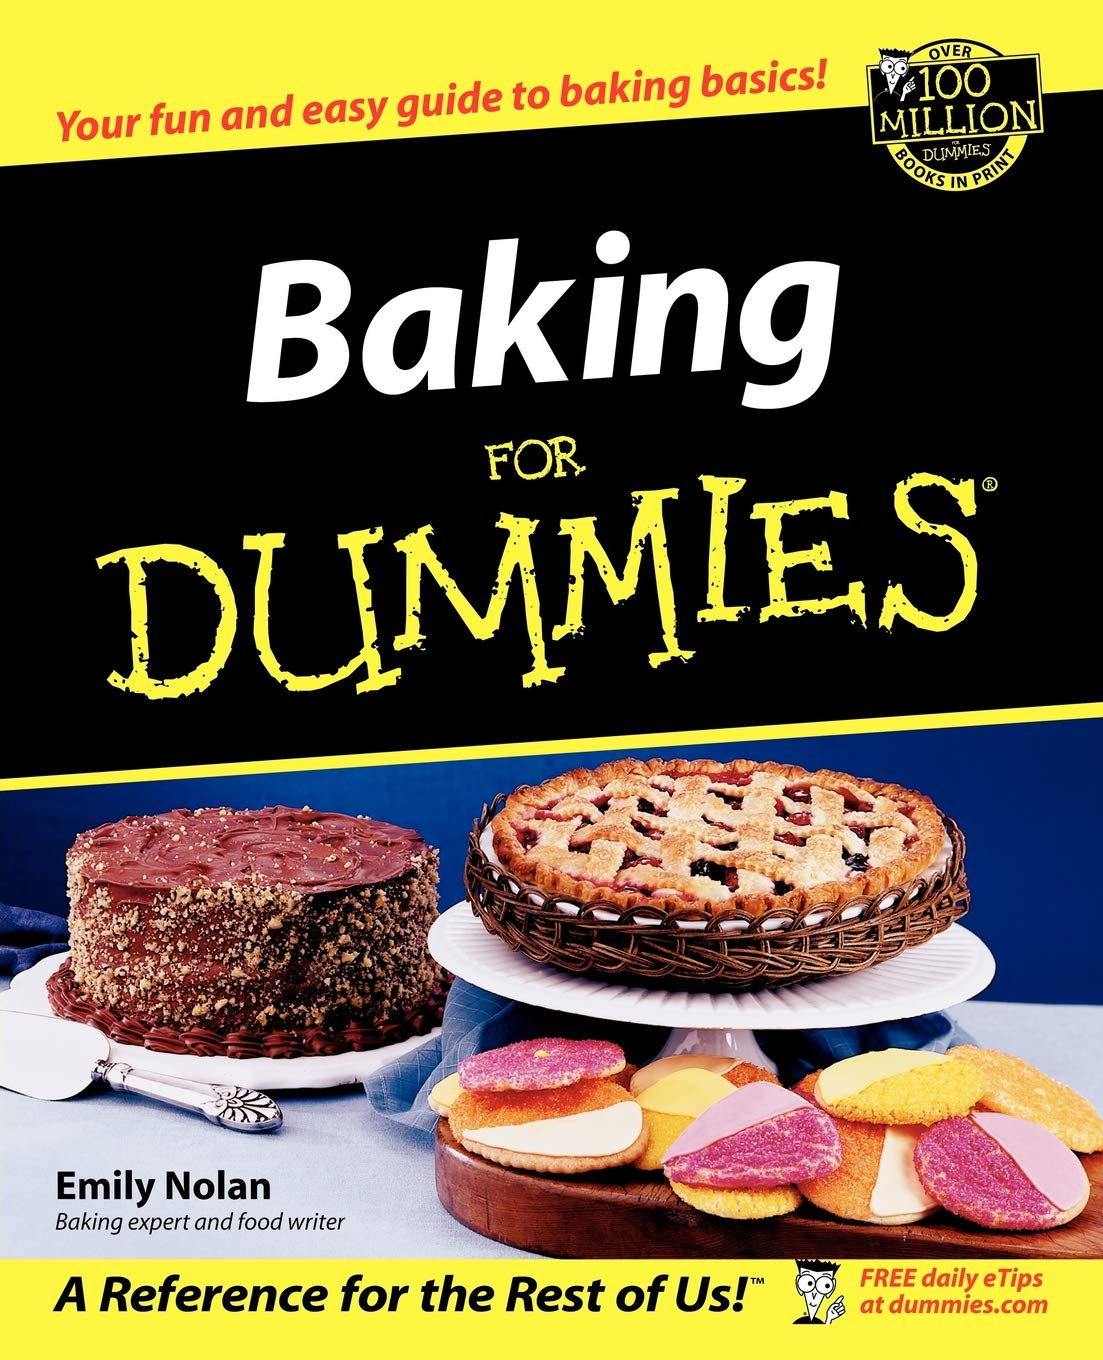 Your fun and easy guide to baking basics!
OVER
100
MILLION
FOR
DUMMIES
BOOKS IN PRINT
Baking
FOR
DUMMIES®
Emily Nolan
Baking expert and food writer
A Reference for the Rest of Us!™
FREE daily eTips
at dummies.com